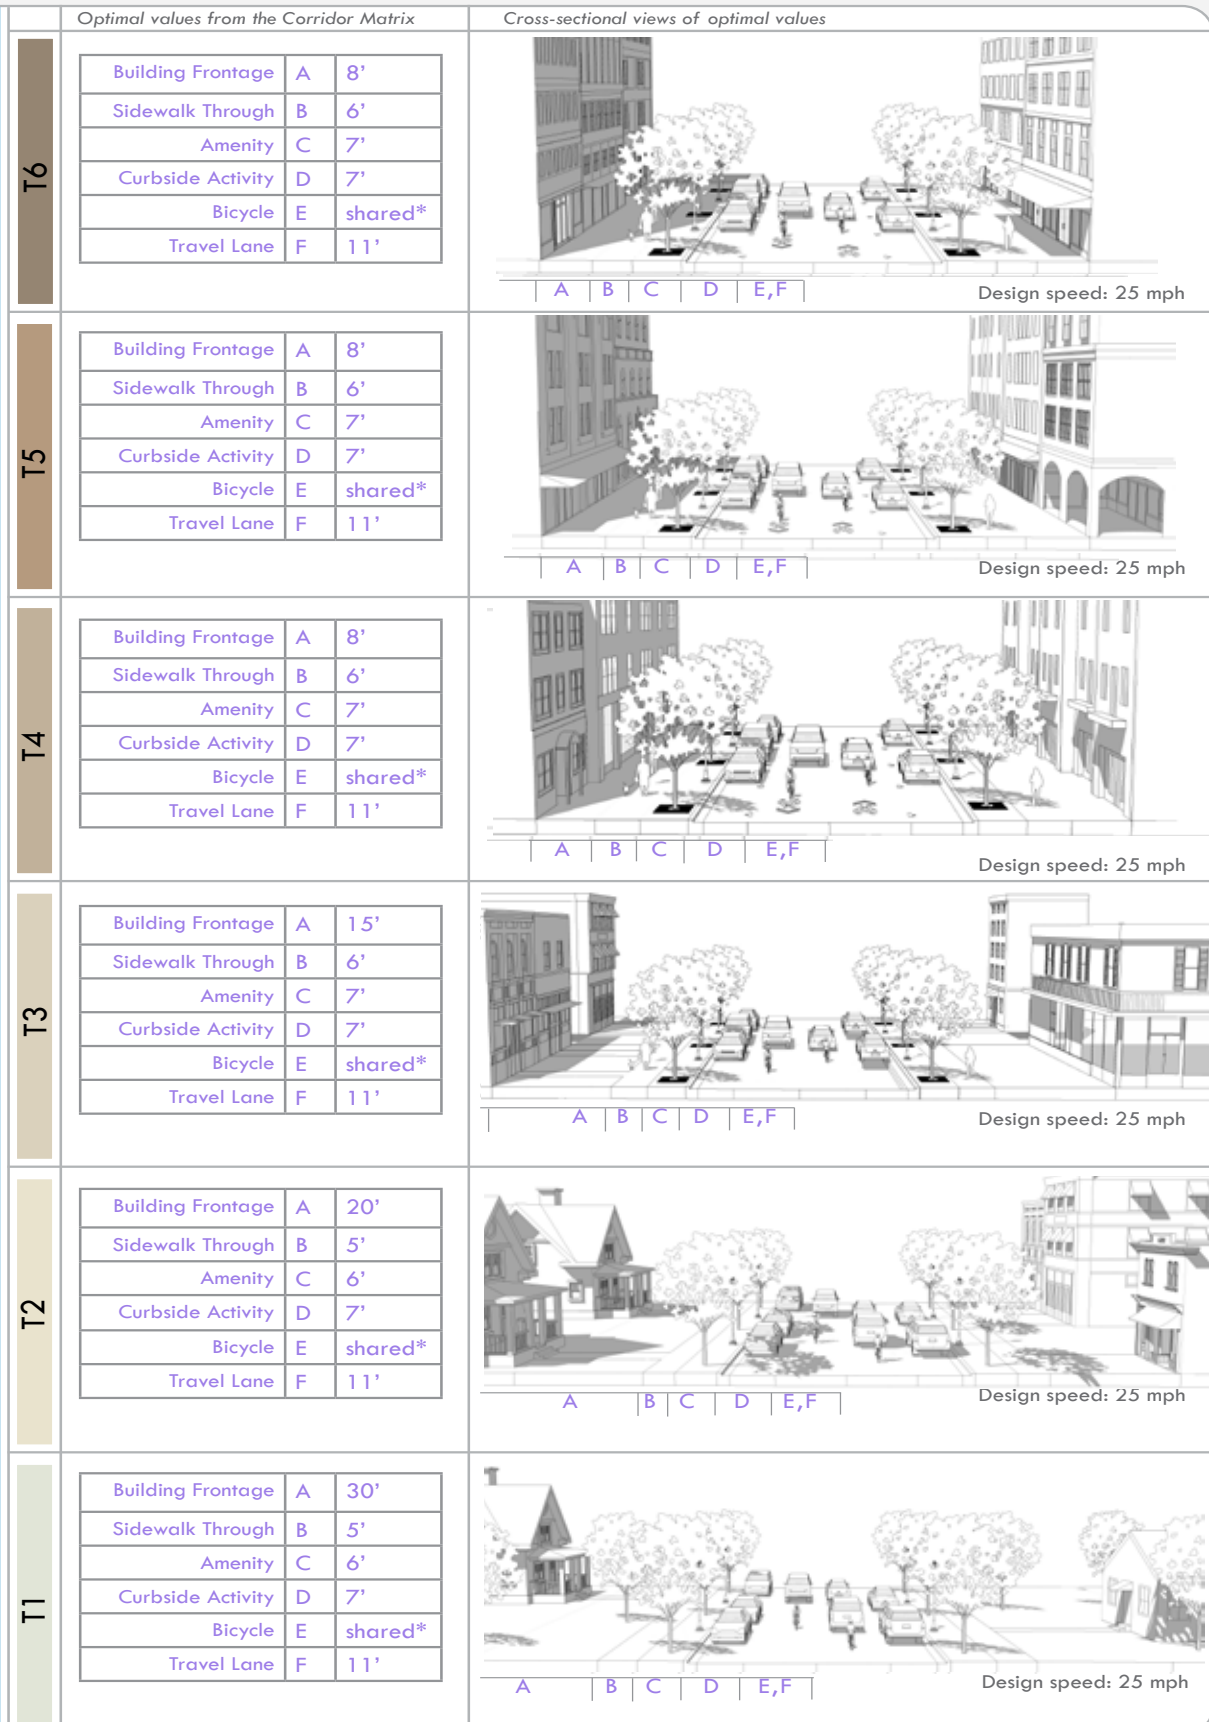 Optimal values from the Corridor Matrix
Cross-sectional views of optimal values
T6
Building Frontage A 8’
Sidewalk Through B 6’
Amenity C 7’
Curbside Activity D 7’
Bicycle E shared*
Travel Lane F 11’
A B C D E,F
Design speed: 25 mph
T5
Building Frontage A 8’
Sidewalk Through B 6’
Amenity C 7’
Curbside Activity D 7’
Bicycle E shared*
Travel Lane F 11’
A B C D E,F
Design speed: 25 mph
T4
Building Frontage A 8’
Sidewalk Through B 6’
Amenity C 7’
Curbside Activity D 7’
Bicycle E shared*
Travel Lane F 11’
A B C D E,F
Design speed: 25 mph
T3
Building Frontage A 15’
Sidewalk Through B 6’
Amenity C 7’
Curbside Activity D 7’
Bicycle E shared*
Travel Lane F 11’
A B C D E,F
Design speed: 25 mph
T2
Building Frontage A 20’
Sidewalk Through B 5’
Amenity C 6’
Curbside Activity D 7’
Bicycle E shared*
Travel Lane F 11’
A B C D E,F
Design speed: 25 mph
T1
Building Frontage A 30’
Sidewalk Through B 5’
Amenity C 6’
Curbside Activity D 7’
Bicycle E shared*
Travel Lane F 11’
A B C D E,F
Design speed: 25 mph